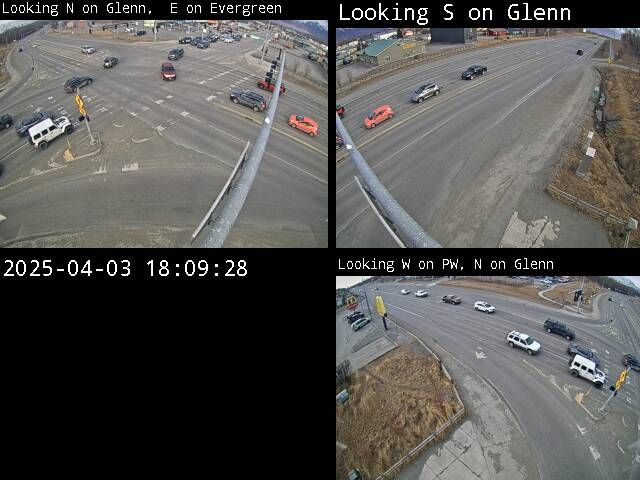 Looking N on Glenn, E on Evergreen
Looking S on Glenn
2025-04-03 18:09:28
Looking W on PW, N on Glenn